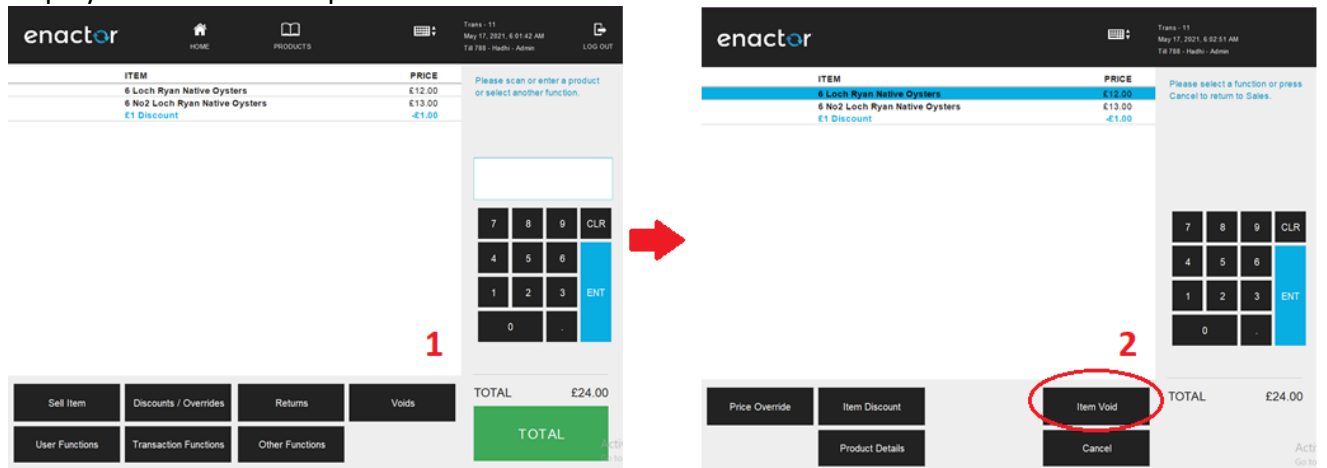 enactor
HOME
PRODUCTS
Trans - 11
May 17, 2021, 6:01:42 AM
Till 788 - Hadhi - Admin
LOG OUT
ITEM PRICE
6 Loch Ryan Native Oysters £12.00
6 No2 Loch Ryan Native Oysters £13.00
£1 Discount -£1.00
Please scan or enter a product
or select another function.
7 8 9 CLR
4 5 6
1 2 3 ENT
0 .
1
TOTAL £24.00
Sell Item Discounts / Overrides Returns Voids
User Functions Transaction Functions Other Functions
TOTAL
enactor
Trans - 11
May 17, 2021, 6:02:51 AM
Till 788 - Hadhi - Admin
ITEM PRICE
6 Loch Ryan Native Oysters £12.00
6 No2 Loch Ryan Native Oysters £13.00
£1 Discount -£1.00
Please select a function or press
Cancel to return to Sales.
7 8 9 CLR
4 5 6
1 2 3 ENT
0 .
2
TOTAL £24.00
Price Override Item Discount Item Void
Product Details Cancel